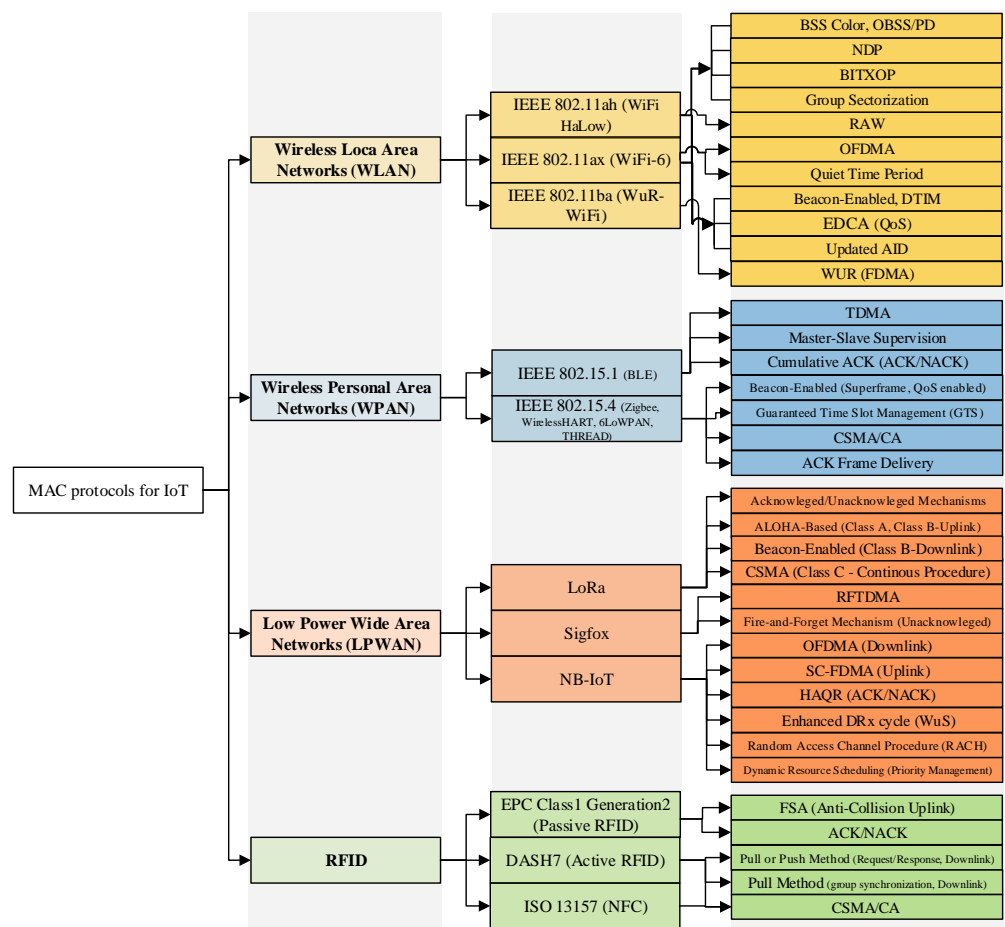 MAC protocols for IoT
Wireless Loca Area
Networks (WLAN)
IEEE 802.11ah (WiFi
HaLow)
IEEE 802.11ax (WiFi-6)
IEEE 802.11ba (WuR-
WiFi)
BSS Color, OBSS/PD
NDP
BITXOP
Group Sectorization
RAW
OFDMA
Quiet Time Period
Beacon-Enabled, DTIM
EDCA (QoS)
Updated AID
WUR (FDMA)
Wireless Personal Area
Networks (WPAN)
IEEE 802.15.1 (BLE)
IEEE 802.15.4 (Zigbee,
WirelessHART, 6LoWPAN,
THREAD)
TDMA
Master-Slave Supervision
Cumulative ACK (ACK/NACK)
Beacon-Enabled (Superframe, QoS enabled)
Guaranteed Time Slot Management (GTS)
CSMA/CA
ACK Frame Delivery
Low Power Wide Area
Networks (LPWAN)
LoRa
Sigfox
NB-IoT
Acknowleged/Unacknowleged Mechanisms
ALOHA-Based (Class A, Class B-Uplink)
Beacon-Enabled (Class B-Downlink)
CSMA (Class C - Continous Procedure)
RFTDMA
Fire-and-Forget Mechanism (Unacknowleged)
OFDMA (Downlink)
SC-FDMA (Uplink)
HAQR (ACK/NACK)
Enhanced DRx cycle (WuS)
Random Access Channel Procedure (RACH)
Dynamic Resource Scheduling (Priority Management)
RFID
EPC Class1 Generation2
(Passive RFID)
DASH7 (Active RFID)
ISO 13157 (NFC)
FSA (Anti-Collision Uplink)
ACK/NACK
Pull or Push Method (Request/Response, Downlink)
Pull Method (group synchronization, Downlink)
CSMA/CA